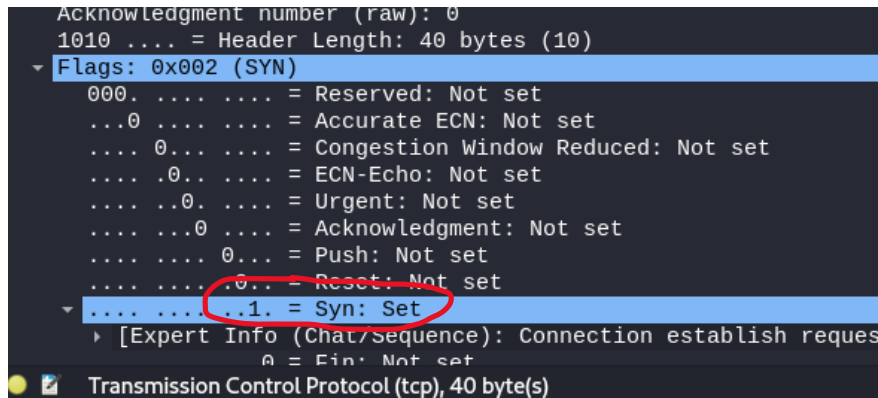 Acknowledgment number (raw): 0
1010 .... = Header Length: 40 bytes (10)
Flags: 0x002 (SYN)
000. .... .... = Reserved: Not set
...0 .... .... = Accurate ECN: Not set
.... 0... .... = Congestion Window Reduced: Not set
.... .0.. .... = ECN-Echo: Not set
.... ..0. .... = Urgent: Not set
.... ...0 .... = Acknowledgment: Not set
.... .... 0... = Push: Not set
.... .... .0.. = Reset: Not set
.... .... ..1. = Syn: Set
[Expert Info (Chat/Sequence): Connection establish reques
0 = Fin: Not set
Transmission Control Protocol (tcp), 40 byte(s)